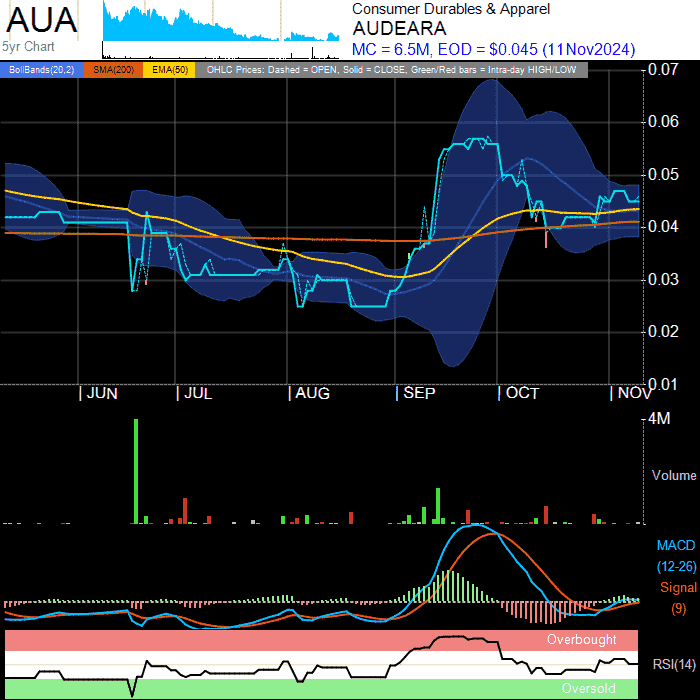 AUA
5yr Chart
Consumer Durables & Apparel
AUDEARA
MC = 6.5M, EOD = $0.045 (11Nov2024)
BollBands(20,2) SMA(200) EMA(50) OHLC Prices: Dashed = OPEN, Solid = CLOSE, Green/Red bars = Intra-day HIGH/LOW
0.07
0.06
0.05
0.04
0.03
0.02
0.01
JUN JUL AUG SEP OCT NOV
4M
Volume
MACD
(12-26)
Signal
(9)
Overbought
RSI(14)
Oversold